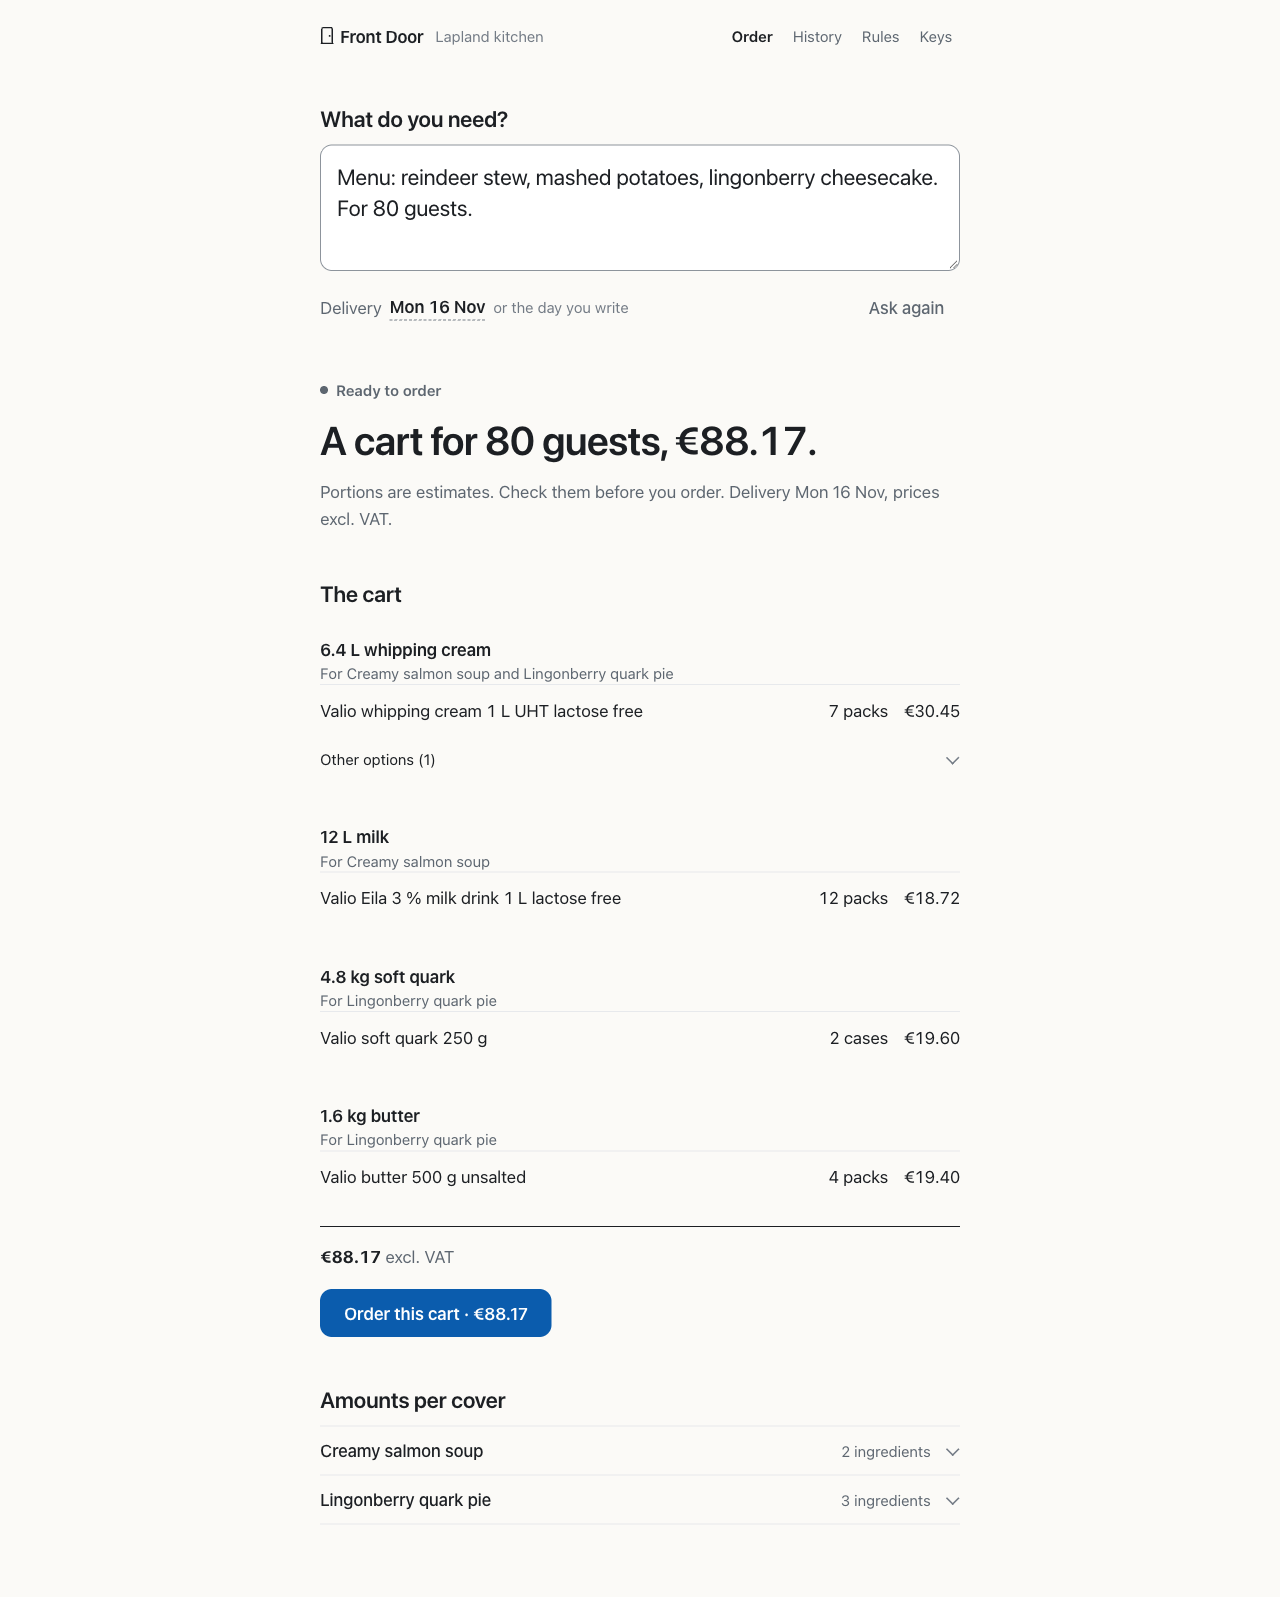 Front Door Lapland kitchen Order History Rules Keys
What do you need?
Menu: reindeer stew, mashed potatoes, lingonberry cheesecake.
For 80 guests.
Delivery Mon 16 Nov or the day you write Ask again
Ready to order
A cart for 80 guests, €88.17.
Portions are estimates. Check them before you order. Delivery Mon 16 Nov, prices
excl. VAT.
The cart
6.4 L whipping cream
For Creamy salmon soup and Lingonberry quark pie
Valio whipping cream 1 L UHT lactose free 7 packs €30.45
Other options (1)
12 L milk
For Creamy salmon soup
Valio Eila 3 % milk drink 1 L lactose free 12 packs €18.72
4.8 kg soft quark
For Lingonberry quark pie
Valio soft quark 250 g 2 cases €19.60
1.6 kg butter
For Lingonberry quark pie
Valio butter 500 g unsalted 4 packs €19.40
€88.17 excl. VAT
Order this cart · €88.17
Amounts per cover
Creamy salmon soup 2 ingredients
Lingonberry quark pie 3 ingredients